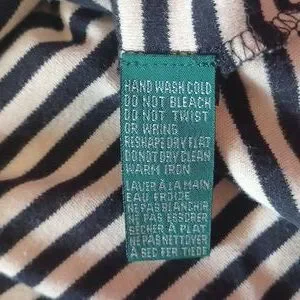 HAND WASH COLD
DO NOT BLEACH
DO NOT TWIST
OR WRING
RESHAPE DRY FLAT
DO NOT DRY CLEAN
WARM IRON
LAVER À LA MAIN
EAU FROIDE
NE PAS BLANCHIR
NE PAS ESSORER
SÉCHER À PLAT
NE PAS NETTOYER
À SEC FER TIÈDE